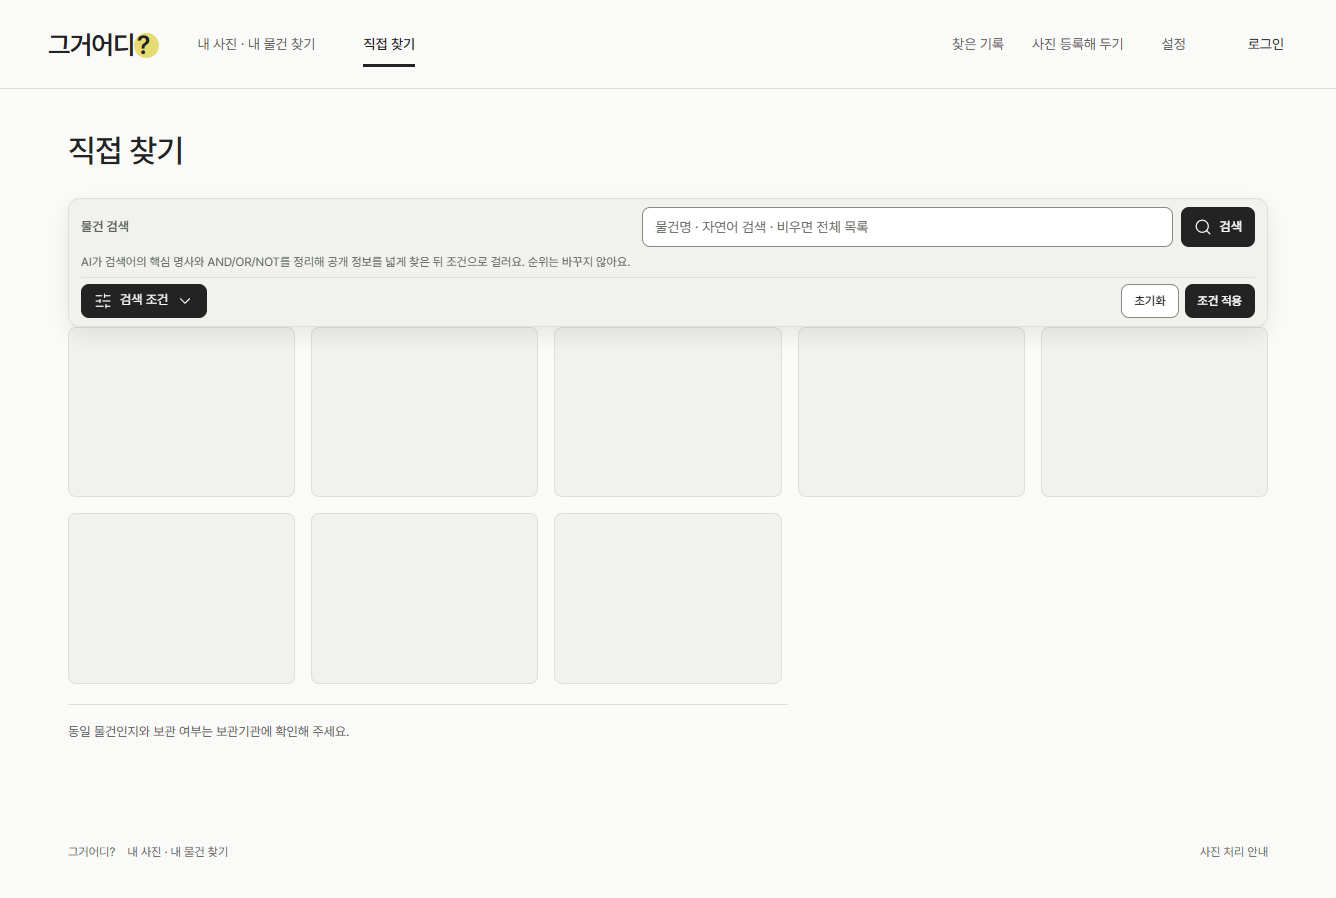 그거어디?
내 사진 · 내 물건 찾기
직접 찾기
찾은 기록
사진 등록해 두기
설정
로그인
직접 찾기
물건 검색
물건명 · 자연어 검색 · 비우면 전체 목록
검색
AI가 검색어의 핵심 명사와 AND/OR/NOT를 정리해 공개 정보를 넓게 찾은 뒤 조건으로 걸러요. 순위는 바꾸지 않아요.
검색 조건
초기화
조건 적용
동일 물건인지와 보관 여부는 보관기관에 확인해 주세요.
그거어디?
내 사진 · 내 물건 찾기
사진 처리 안내